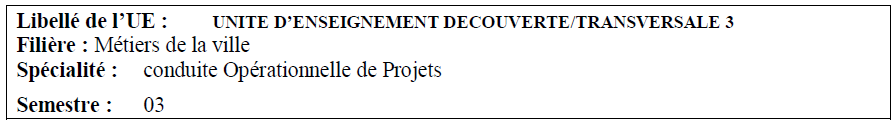 Libellé de l'UE : UNITE D'ENSEIGNEMENT DECOUVERTE/TRANSVERSALE 3
Filière : Métiers de la ville
Spécialité : conduite Opérationnelle de Projets
Semestre : 03